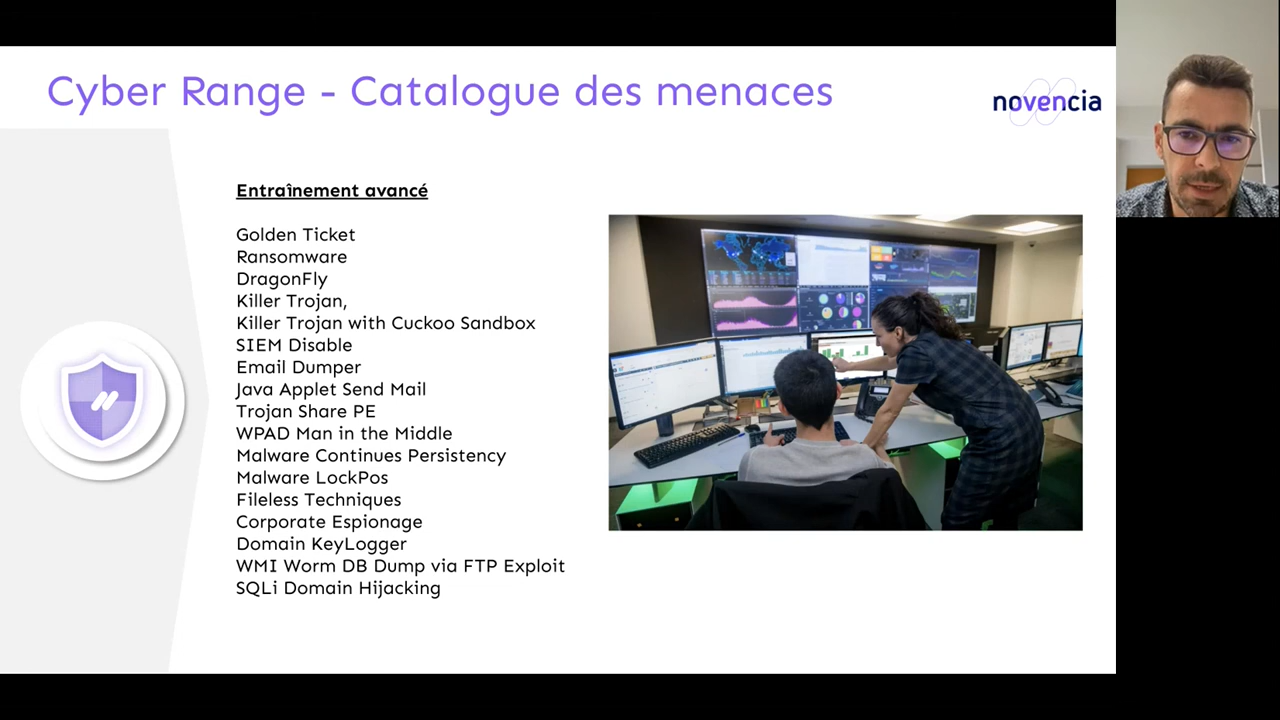 Cyber Range - Catalogue des menaces
novencia
Entraînement avancé
Golden Ticket
Ransomware
DragonFly
Killer Trojan,
Killer Trojan with Cuckoo Sandbox
SIEM Disable
Email Dumper
Java Applet Send Mail
Trojan Share PE
WPAD Man in the Middle
Malware Continues Persistency
Malware LockPos
Fileless Techniques
Corporate Espionage
Domain KeyLogger
WMI Worm DB Dump via FTP Exploit
SQLi Domain Hijacking